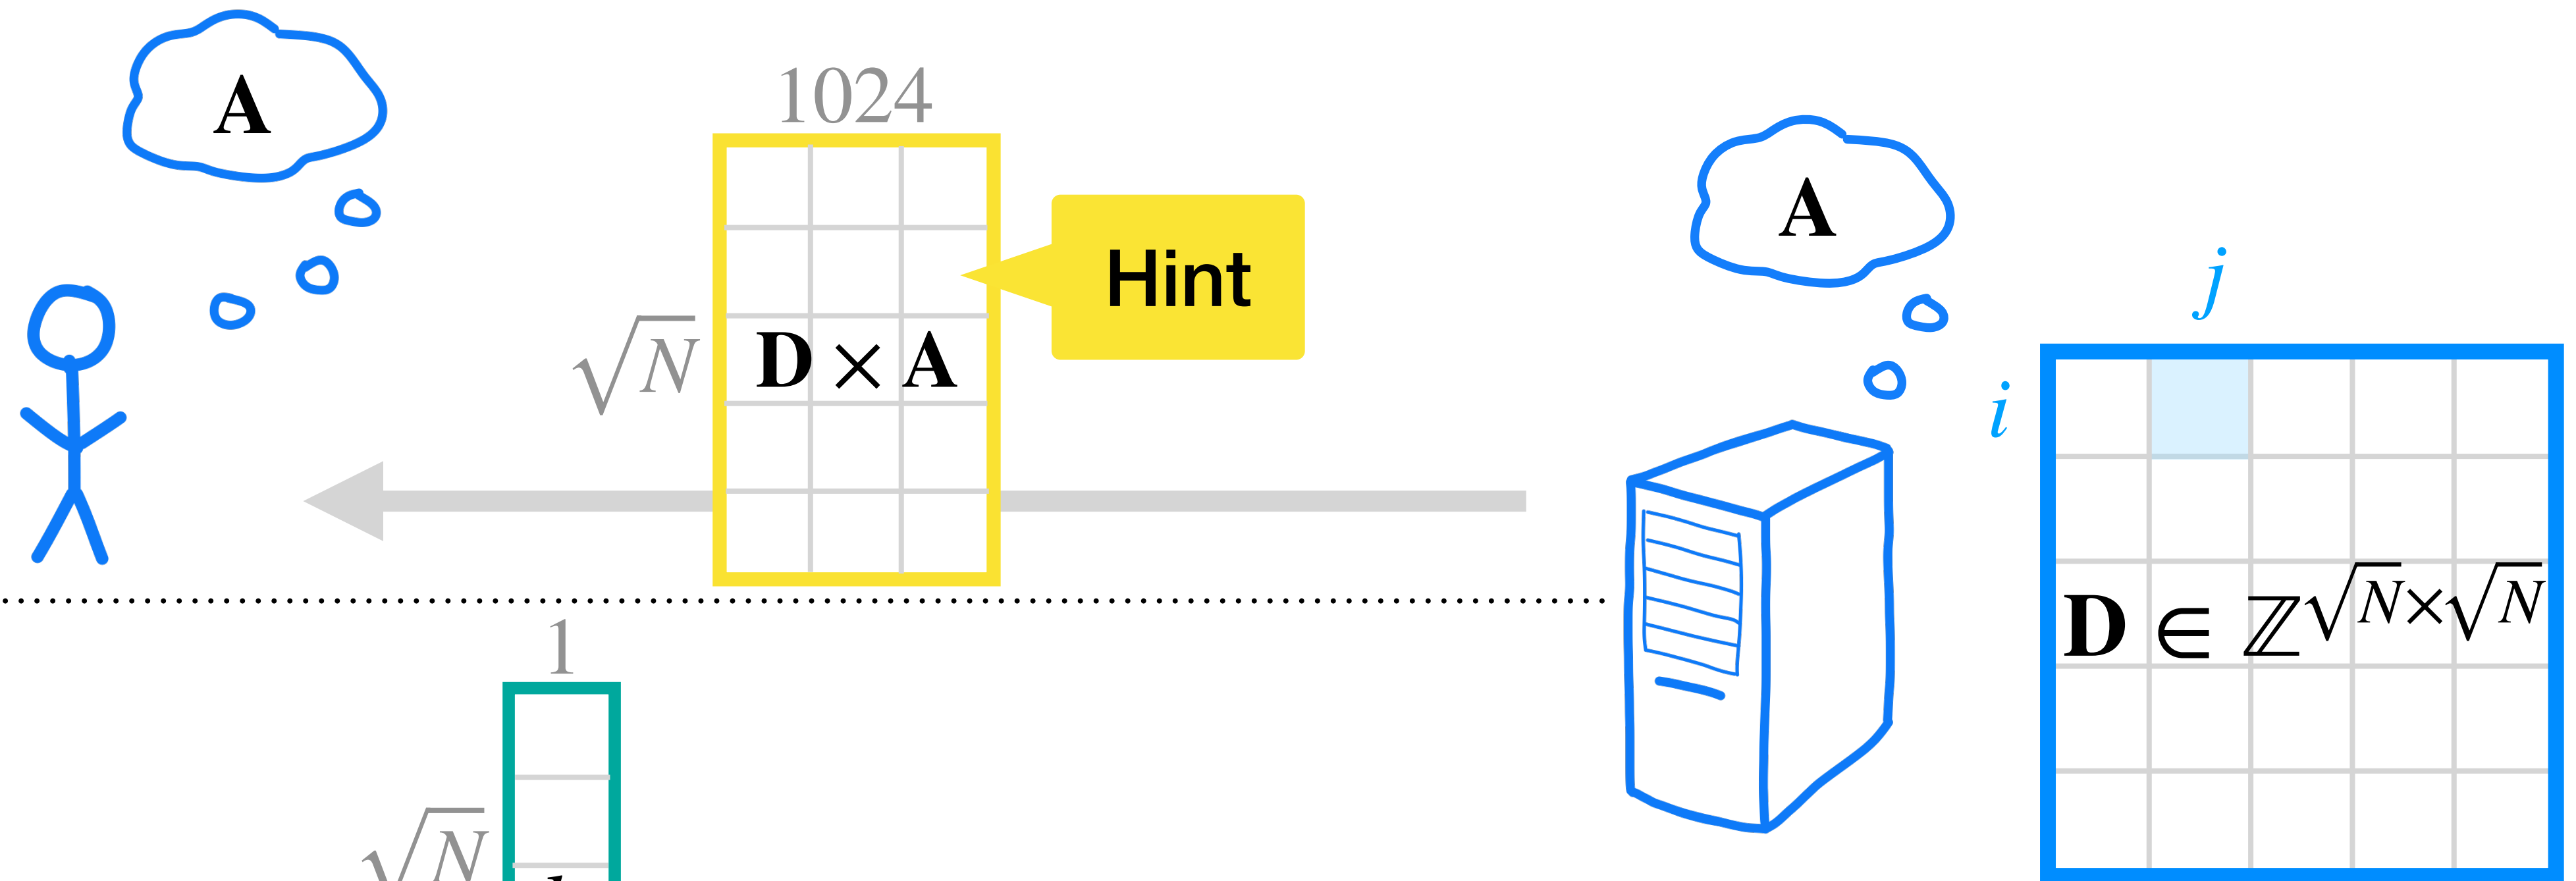 A
1024
Hint
√N
D × A
A
j
i
D ∈ ℤ^{√N×√N}
1
√N